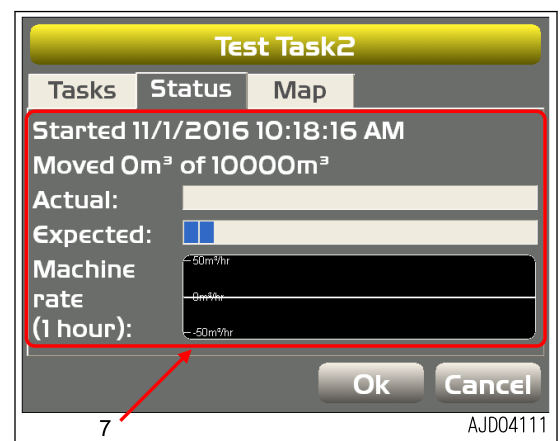 Test Task2
Tasks Status Map
Started 11/1/2016 10:18:16 AM
Moved 0m³ of 10000m³
Actual:
Expected:
Machine
rate
(1 hour):
50m³/hr
0m³/hr
-50m³/hr
Ok Cancel
7
AJD04111